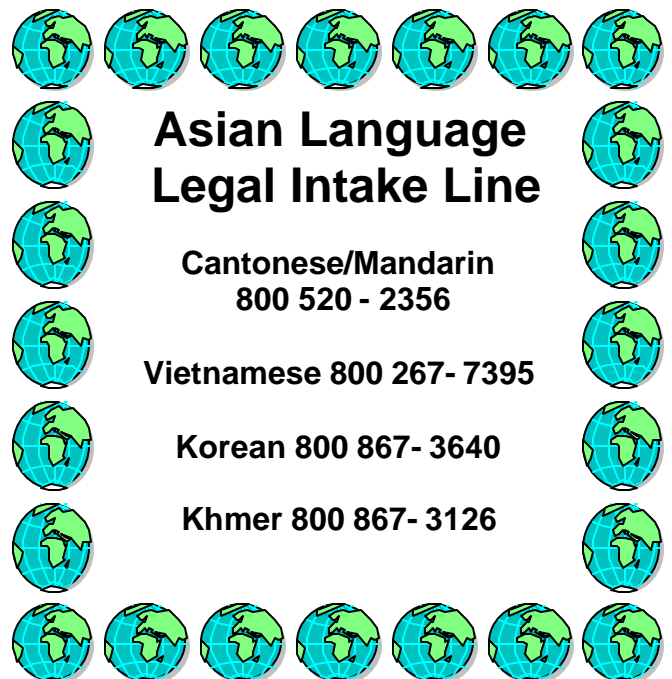 Asian Language
Legal Intake Line
Cantonese/Mandarin
800 520 - 2356
Vietnamese 800 267- 7395
Korean 800 867- 3640
Khmer 800 867- 3126